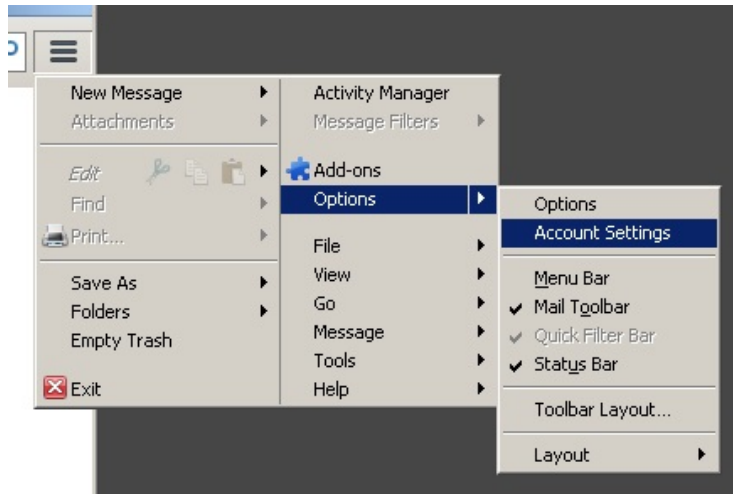 New Message
Attachments
Edit
Find
Print...
Save As
Folders
Empty Trash
Exit
Activity Manager
Message Filters
Add-ons
Options
File
View
Go
Message
Tools
Help
Options
Account Settings
Menu Bar
Mail Toolbar
Quick Filter Bar
Status Bar
Toolbar Layout...
Layout